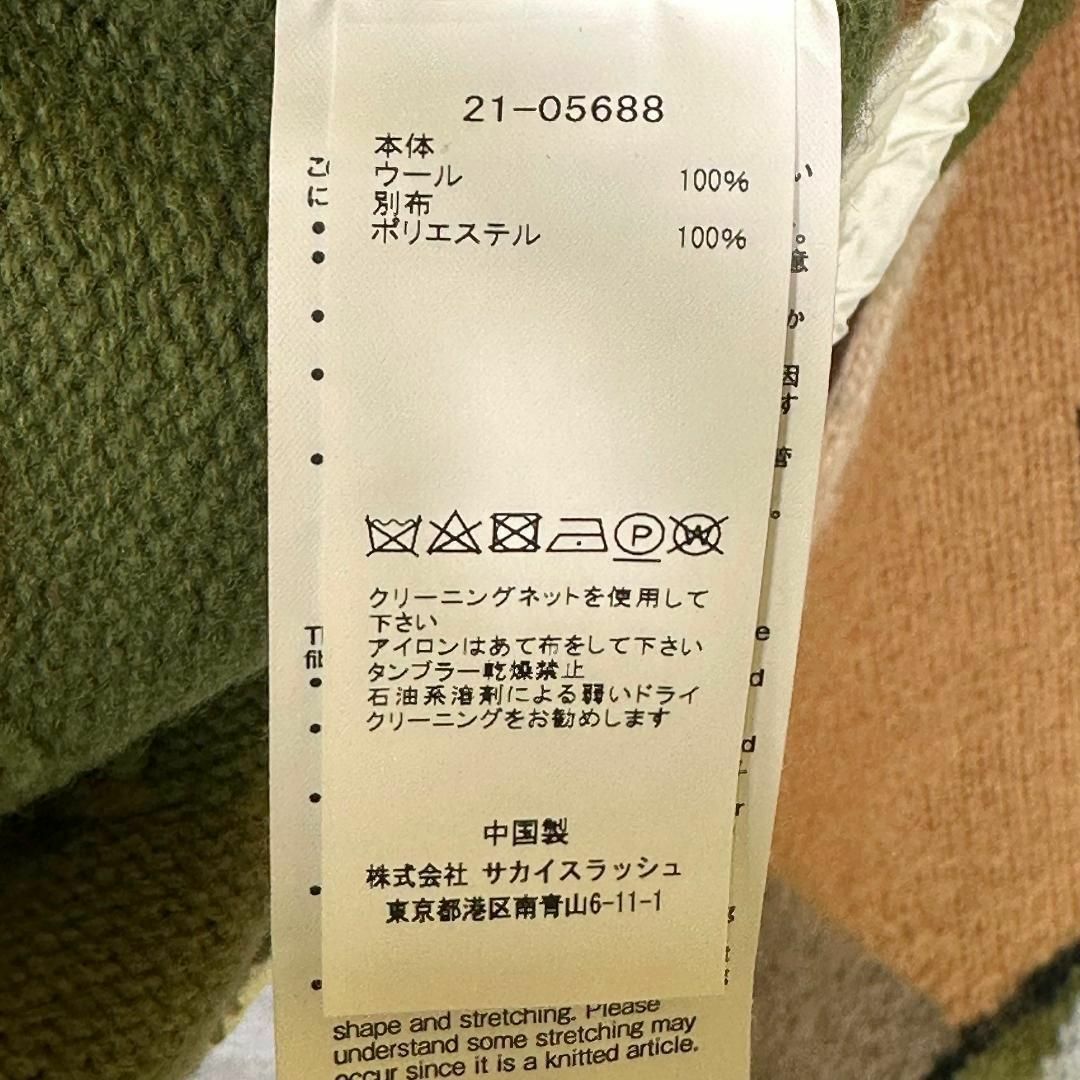 21-05688
本体
ウール 100%
別布
ポリエステル 100%
P
W
クリーニングネットを使用して
下さい
アイロンはあて布をして下さい
タンブラー乾燥禁止
石油系溶剤による弱いドライ
クリーニングをお勧めします
中国製
株式会社 サカイスラッシュ
東京都港区南青山6-11-1
shape and stretching. Please
understand some stretching may
occur since it is a knitted article.